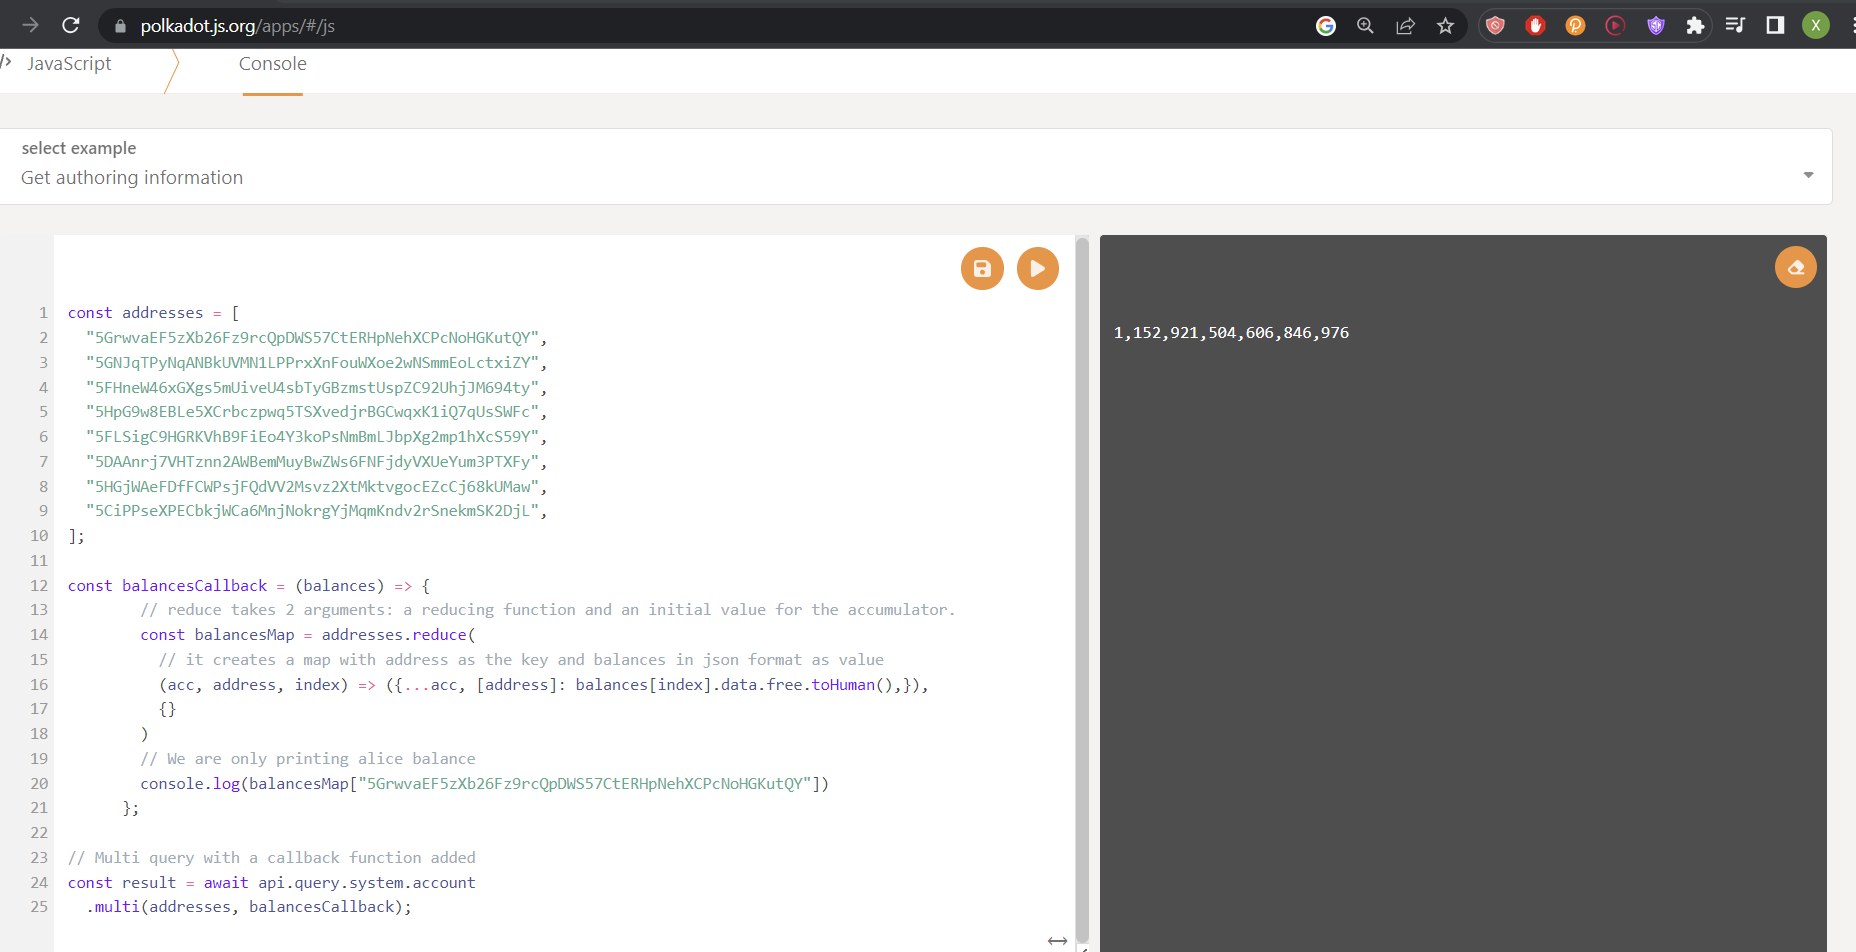 polkadot.js.org/apps/#/js
X
JavaScript
Console
select example
Get authoring information
1 const addresses = [
2 "5GrwvaEF5zXb26Fz9rcQpDWS57CtERHpNehXCPcNoHGKutQY",
3 "5GNJqTPyNqANBkUVMN1LPPrxXnFouWXoe2wNSmmEoLctxiZY",
4 "5FHneW46xGXgs5mUiveU4sbTyGBzmstUspZC92UhjJM694ty",
5 "5HpG9w8EBLe5XCrbczpwq5TSXvedjrBGCwqxK1iQ7qUsSWFc",
6 "5FLSigC9HGRKVhB9FiEo4Y3koPsNmBmLJbpXg2mp1hXcS59Y",
7 "5DAAnrj7VHTznn2AWBemMuyBwZWs6FNFjdyVXUeYum3PTXFy",
8 "5HGjWAeFDfFCWPsjFQdVV2Msvz2XtMktvgocEZcCj68kUMaw",
9 "5CiPPseXPECbkjWCa6MnjNokrgYjMqmKndv2rSnekmSK2DjL",
10 ];
11
12 const balancesCallback = (balances) => {
13 // reduce takes 2 arguments: a reducing function and an initial value for the accumulator.
14 const balancesMap = addresses.reduce(
15 // it creates a map with address as the key and balances in json format as value
16 (acc, address, index) => ({...acc, [address]: balances[index].data.free.toHuman(),}),
17 {}
18 )
19 // We are only printing alice balance
20 console.log(balancesMap["5GrwvaEF5zXb26Fz9rcQpDWS57CtERHpNehXCPcNoHGKutQY"])
21 };
22
23 // Multi query with a callback function added
24 const result = await api.query.system.account
25 .multi(addresses, balancesCallback);
1,152,921,504,606,846,976